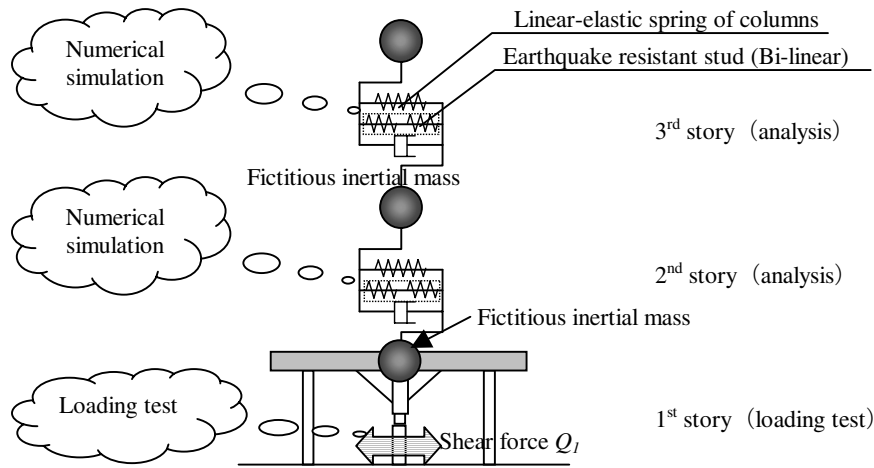 Linear-elastic spring of columns
Numerical
simulation
Earthquake resistant stud (Bi-linear)
3rd story（analysis）
Fictitious inertial mass
Numerical
simulation
2nd story（analysis）
Fictitious inertial mass
Loading test
1st story（loading test）
Shear force Q1